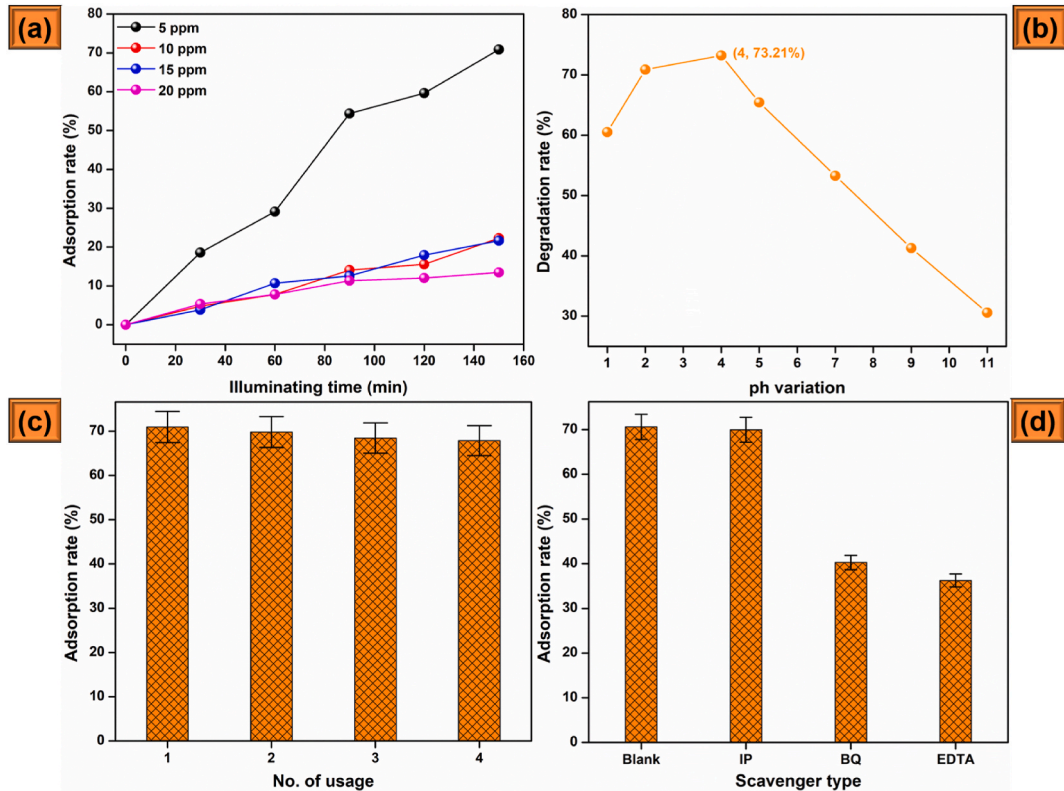 (a)
5 ppm
10 ppm
15 ppm
20 ppm
Adsorption rate (%)
80
70
60
50
40
30
20
10
0
0 20 40 60 80 100 120 140 160
Illuminating time (min)
(b)
(4, 73.21%)
Degradation rate (%)
80
70
60
50
40
30
1 2 3 4 5 6 7 8 9 10 11
ph variation
(c)
Adsorption rate (%)
70
60
50
40
30
20
10
0
1 2 3 4
No. of usage
(d)
Adsorption rate (%)
70
60
50
40
30
20
10
0
Blank IP BQ EDTA
Scavenger type